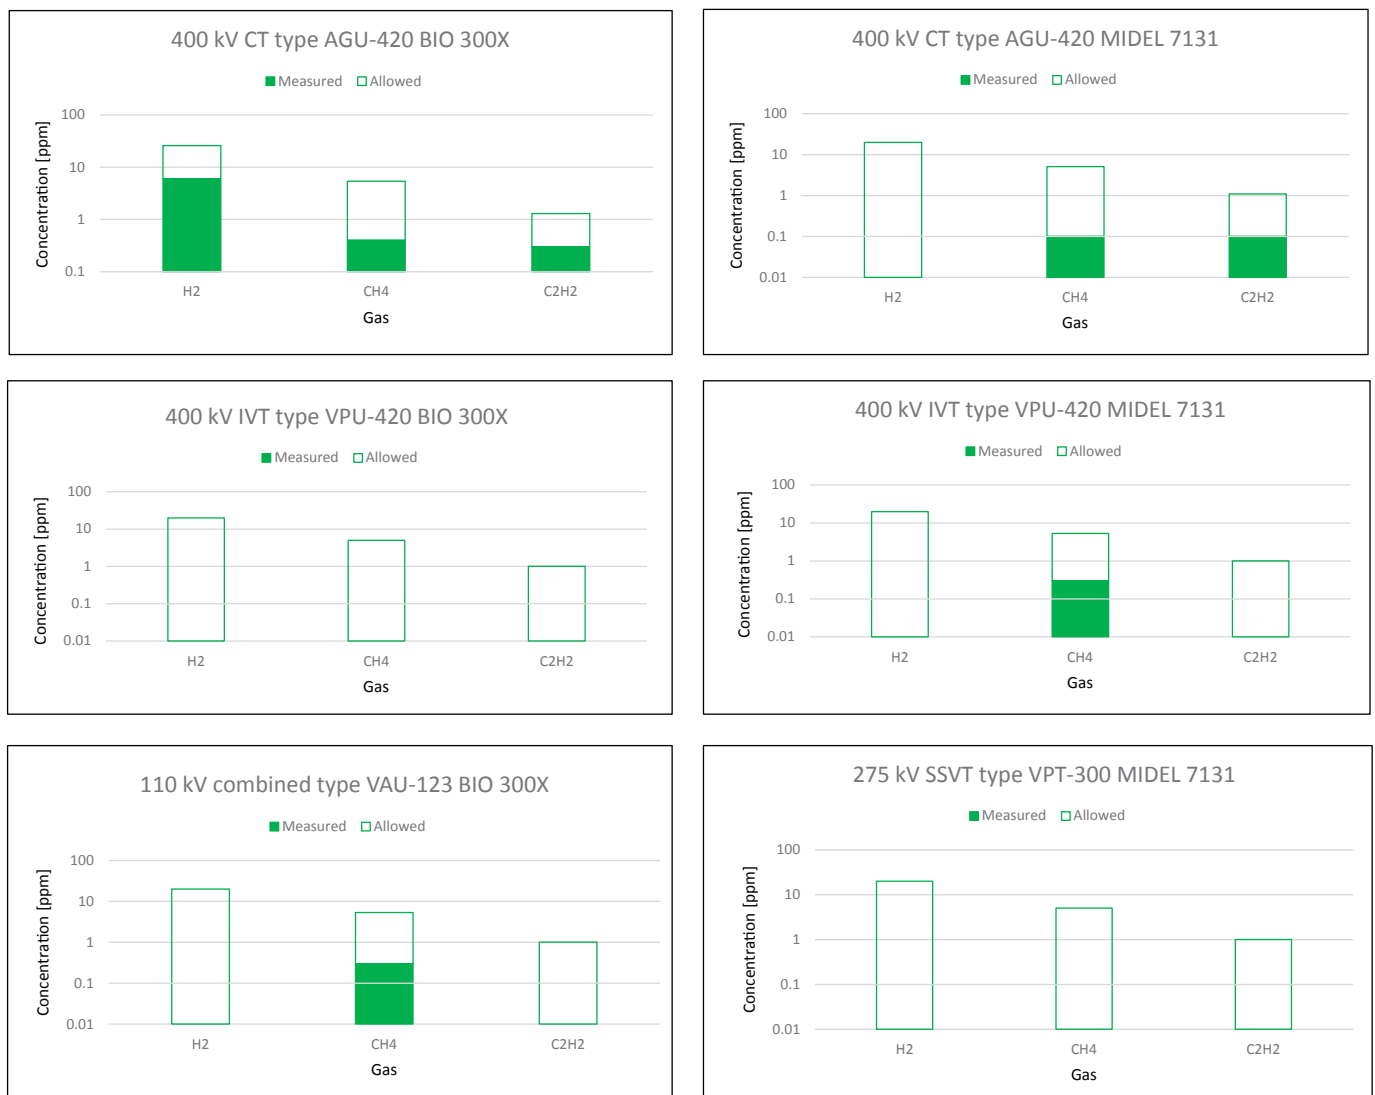 400 kV CT type AGU-420 BIO 300X
Measured Allowed
Concentration [ppm]
100
10
1
0.1
H2 CH4 C2H2
Gas
400 kV CT type AGU-420 MIDEL 7131
Measured Allowed
Concentration [ppm]
100
10
1
0.1
0.01
H2 CH4 C2H2
Gas
400 kV IVT type VPU-420 BIO 300X
Measured Allowed
Concentration [ppm]
100
10
1
0.1
0.01
H2 CH4 C2H2
Gas
400 kV IVT type VPU-420 MIDEL 7131
Measured Allowed
Concentration [ppm]
100
10
1
0.1
0.01
H2 CH4 C2H2
Gas
110 kV combined type VAU-123 BIO 300X
Measured Allowed
Concentration [ppm]
100
10
1
0.1
0.01
H2 CH4 C2H2
Gas
275 kV SSVT type VPT-300 MIDEL 7131
Measured Allowed
Concentration [ppm]
100
10
1
0.1
0.01
H2 CH4 C2H2
Gas